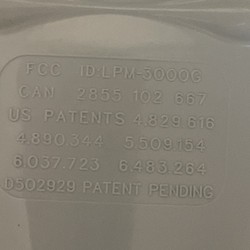 FCC ID:LPM-3000G
CAN 2855 102 667
US PATENTS 4.829.616
4.890.344 5.509.154
6.037.723 6.483.264
D502929 PATENT PENDING